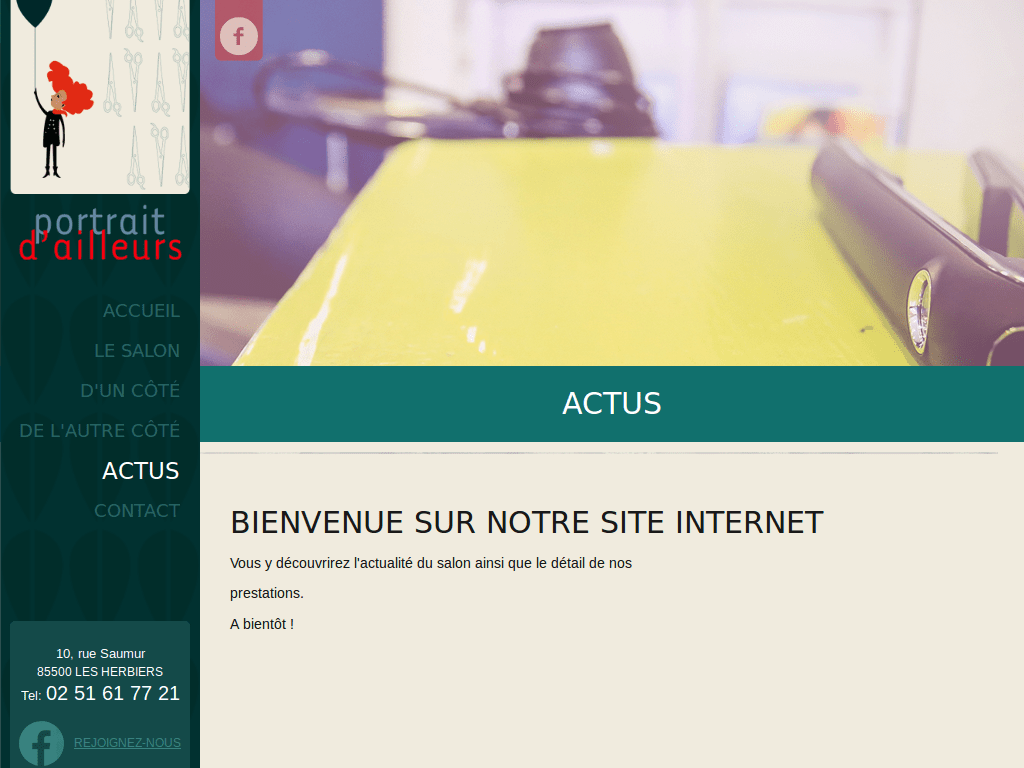 portrait
d'ailleurs
ACCUEIL
LE SALON
D'UN CÔTÉ
DE L'AUTRE CÔTÉ
ACTUS
CONTACT
10, rue Saumur
85500 LES HERBIERS
Tel: 02 51 61 77 21
REJOIGNEZ-NOUS
ACTUS
BIENVENUE SUR NOTRE SITE INTERNET
Vous y découvrirez l'actualité du salon ainsi que le détail de nos
prestations.
A bientôt !